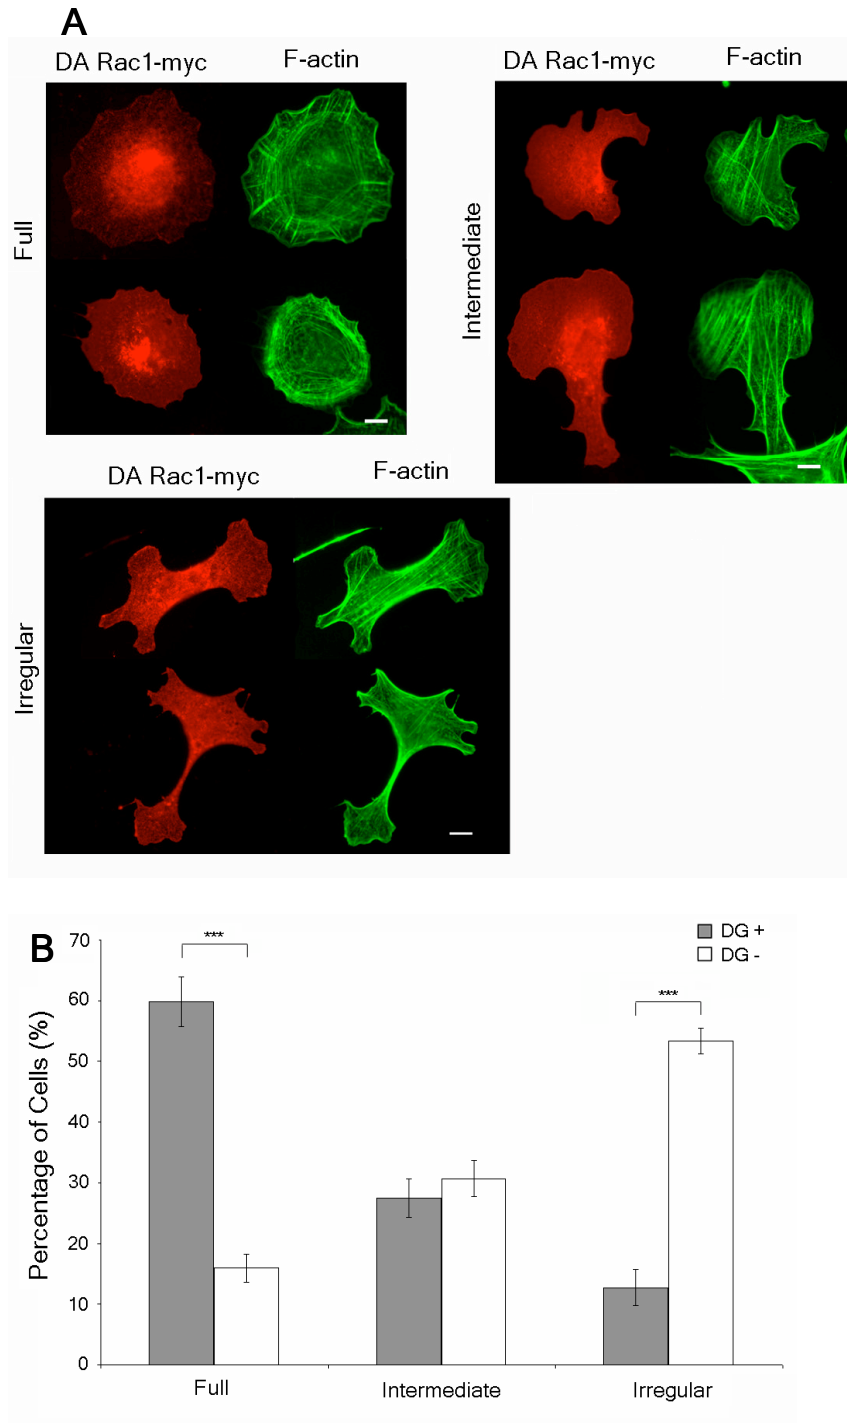 A
DA Rac1-myc F-actin
DA Rac1-myc F-actin
Full
Intermediate
DA Rac1-myc F-actin
Irregular
B
70
60
50
40
30
20
10
0
Percentage of Cells (%)
***
***
DG +
DG -
Full Intermediate Irregular